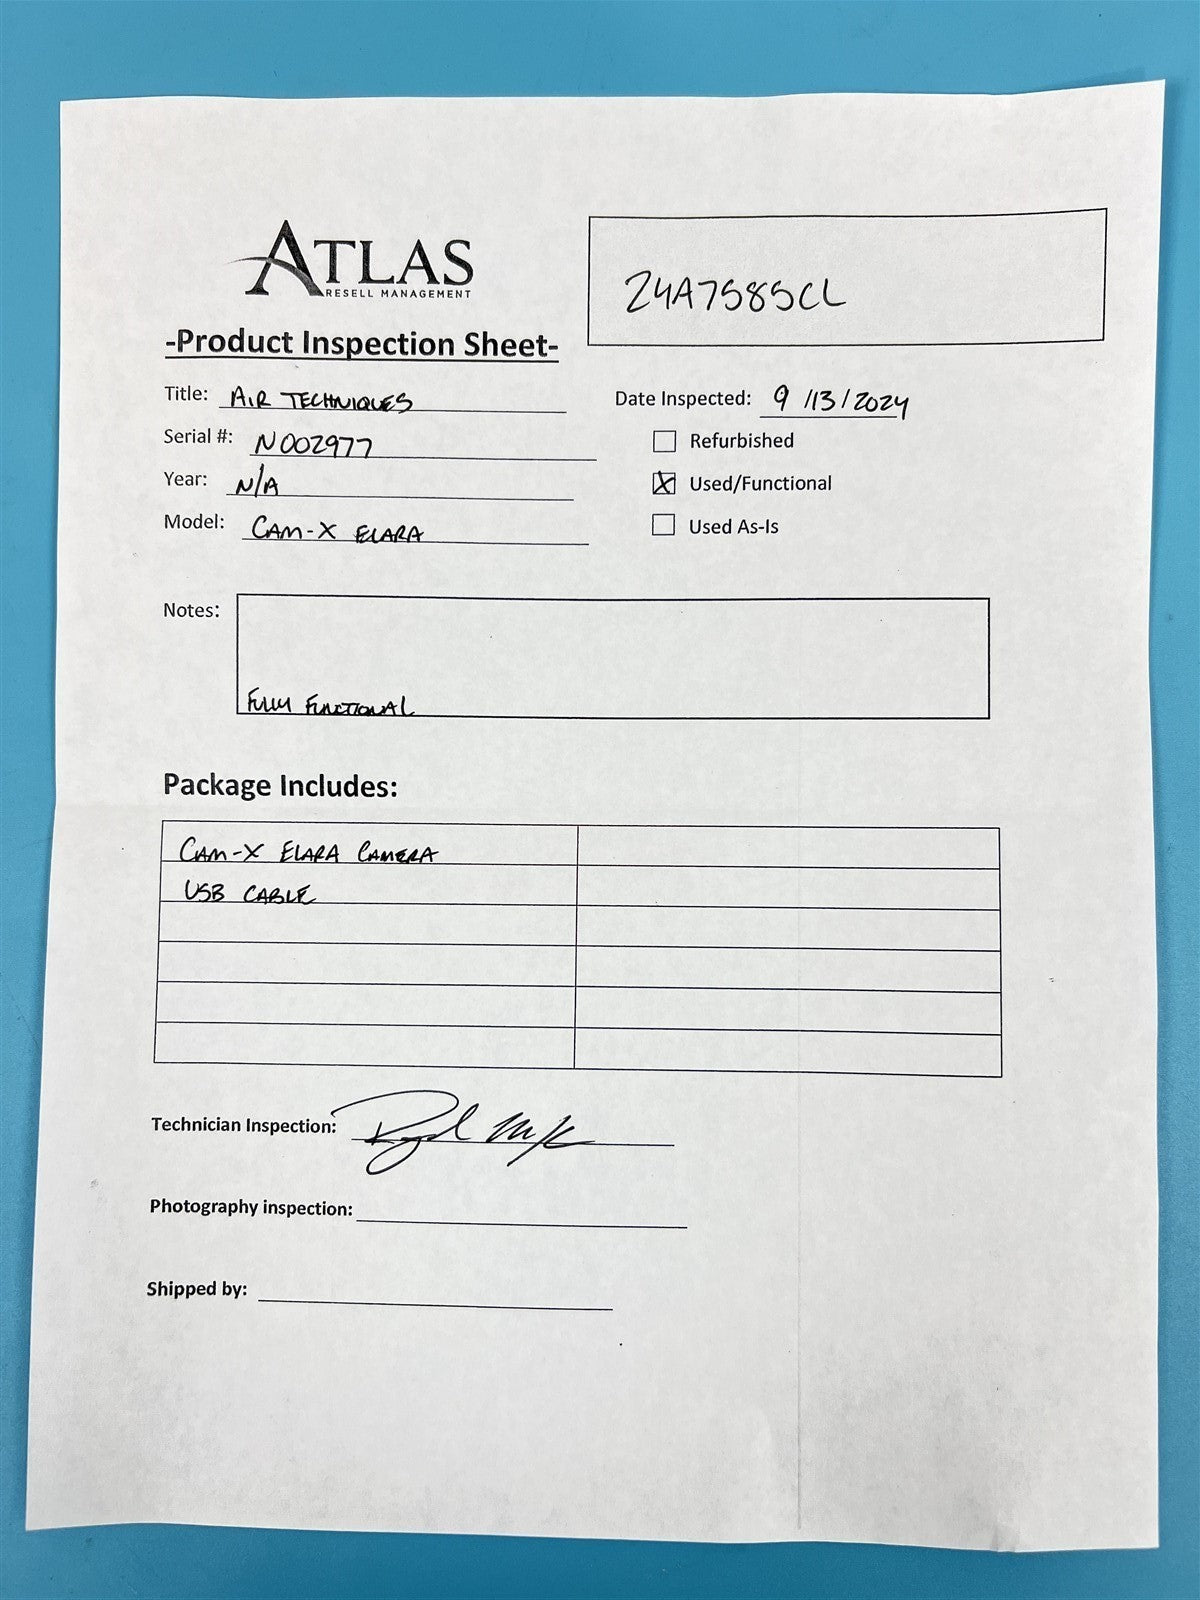 ATLAS
RESELL MANAGEMENT
24A7585CL
-Product Inspection Sheet-
Title: AIR TECHNIQUES
Date Inspected: 9/13/2024
Serial #: N002977
Refurbished
Year: N/A
Used/Functional
Model: CAM-X ELARA
Used As-Is
Notes:
FULLY FUNCTIONAL
Package Includes:
CAM-X ELARA CAMERA
USB CABLE
Technician Inspection:
Photography inspection:
Shipped by: